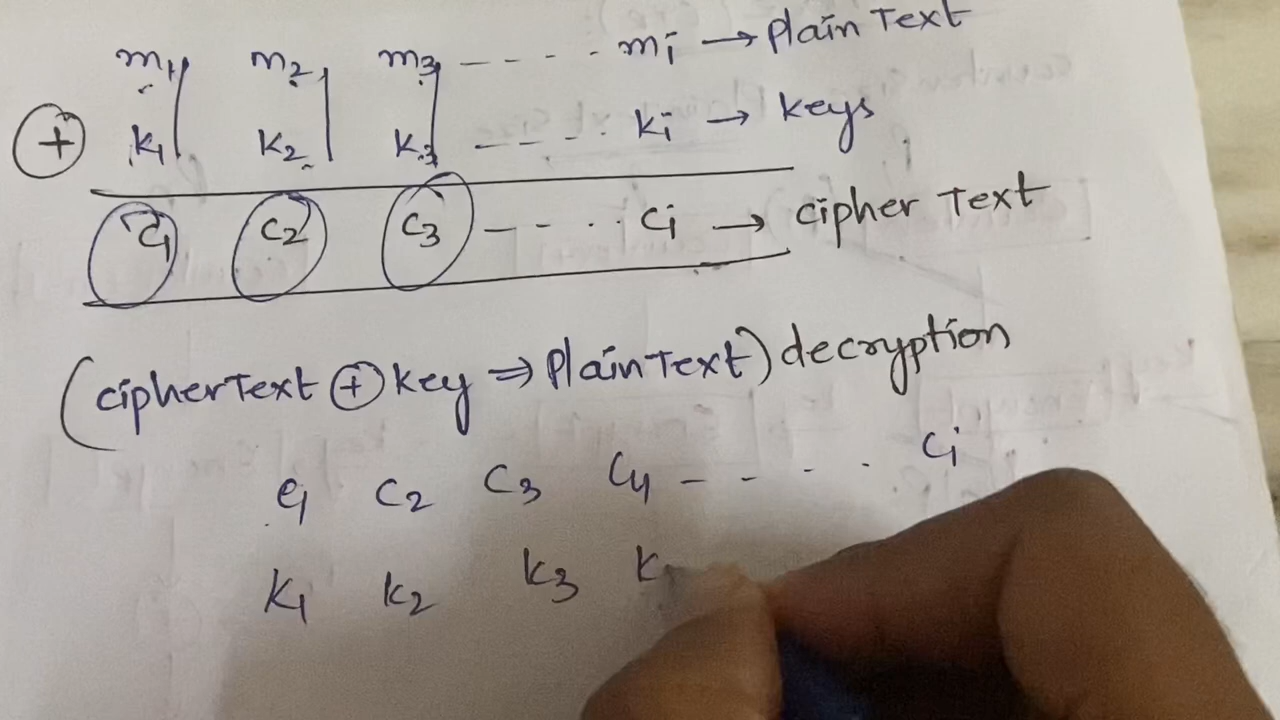 m1 m2 m3 ---- ... mi → Plain Text
⊕ k1 k2 k3 ---- ... ki → keys
c1 c2 c3 --- ... ci → cipher Text
(cipherText ⊕ key ⇒ PlainText) decryption
c1 c2 c3 c4 - - - . ci
k1 k2 k3 k